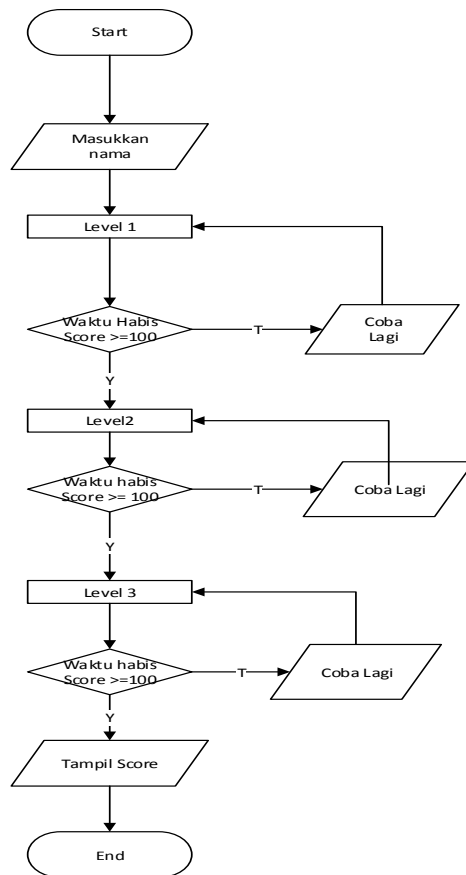 Start
Masukkan
nama
Level 1
Waktu Habis
Score >=100
T
Coba
Lagi
Y
Level2
Waktu habis
Score >= 100
T
Coba Lagi
Y
Level 3
Waktu habis
Score >=100
T
Coba Lagi
Y
Tampil Score
End